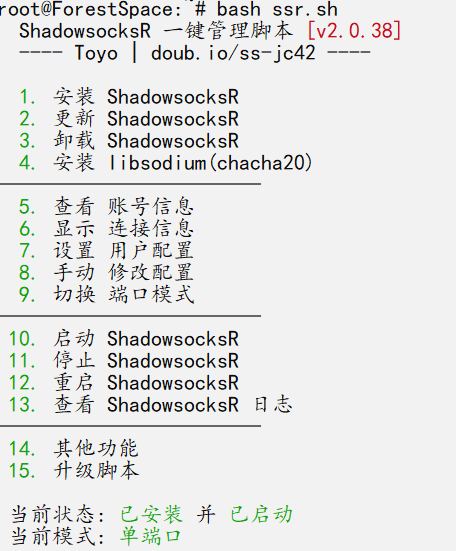 root@ForestSpace:~# bash ssr.sh
ShadowsocksR 一键管理脚本 [v2.0.38]
---- Toyo | doub.io/ss-jc42 ----
1. 安装 ShadowsocksR
2. 更新 ShadowsocksR
3. 卸载 ShadowsocksR
4. 安装 libsodium(chacha20)
5. 查看 账号信息
6. 显示 连接信息
7. 设置 用户配置
8. 手动 修改配置
9. 切换 端口模式
10. 启动 ShadowsocksR
11. 停止 ShadowsocksR
12. 重启 ShadowsocksR
13. 查看 ShadowsocksR 日志
14. 其他功能
15. 升级脚本
当前状态: 已安装 并 已启动
当前模式: 单端口